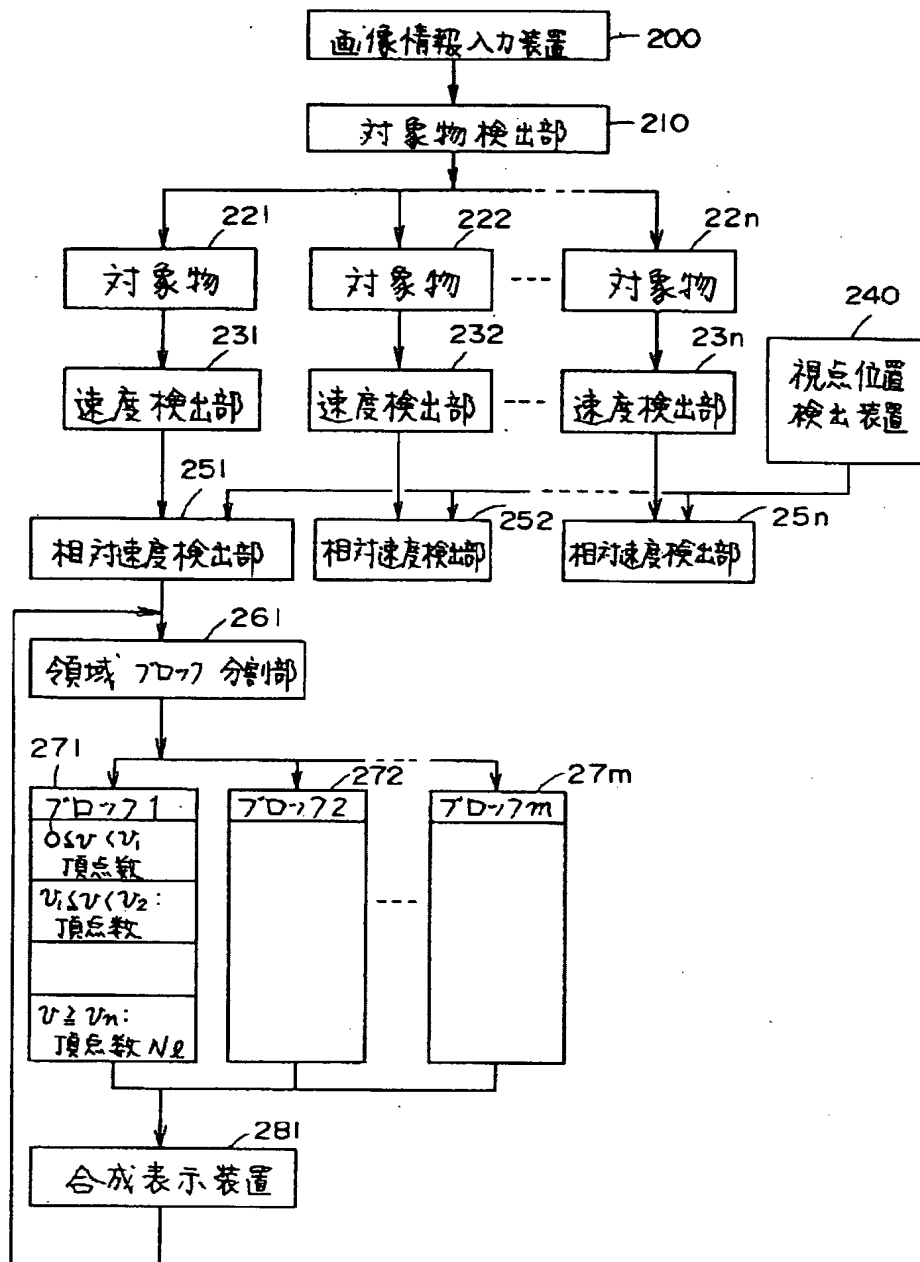 画像情報入力装置
200
対象物検出部
210
221
222
22n
対象物
対象物
対象物
240
231
232
23n
視点位置
検出装置
速度検出部
速度検出部
速度検出部
251
252
25n
相対速度検出部
相対速度検出部
相対速度検出部
261
領域ブロック分割部
271
272
27m
ブロック1
ブロック2
ブロックm
0≦v<v₁
頂点数
v₁≦v<v₂:
頂点数
v≧vn:
頂点数Nl
281
合成表示装置